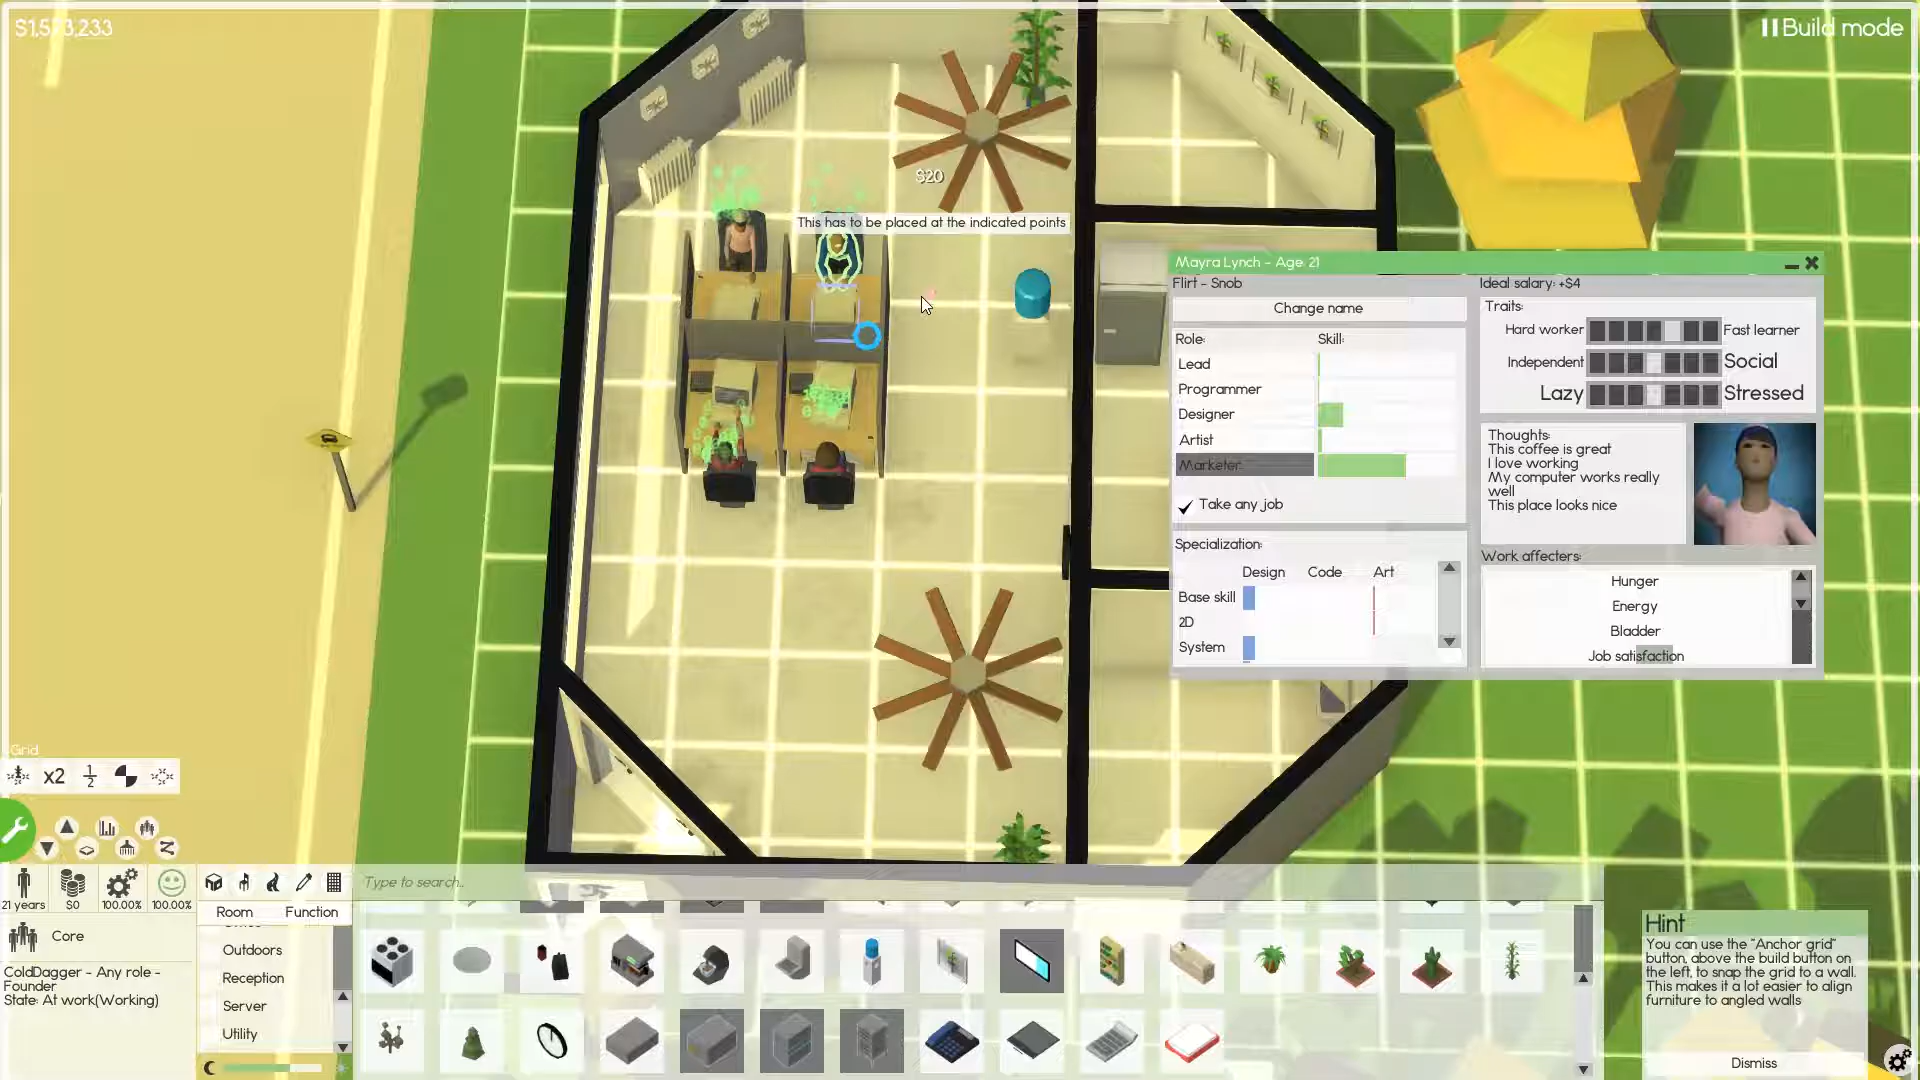 $1,573,233
Build mode
$20
This has to be placed at the indicated points
Mayra Lynch - Age: 21
Flirt - Snob
Ideal salary: +$4
Change name
Traits:
Hard worker
Fast learner
Independent
Social
Lazy
Stressed
Role:
Skill:
Lead
Programmer
Designer
Artist
Marketer
Take any job
Thoughts:
This coffee is great
I love working
My computer works really
well
This place looks nice
Specialization:
Design
Code
Art
Base skill
2D
System
Work affecters:
Hunger
Energy
Bladder
Job satisfaction
Grid
x2
1/2
21 years
$0
100.00%
100.00%
Room
Function
Type to search..
Outdoors
Reception
Server
Utility
Core
ColdDagger - Any role -
Founder
State: At work(Working)
Hint
You can use the "Anchor grid"
button, above the build button on
the left, to snap the grid to a wall.
This makes it a lot easier to align
furniture to angled walls
Dismiss